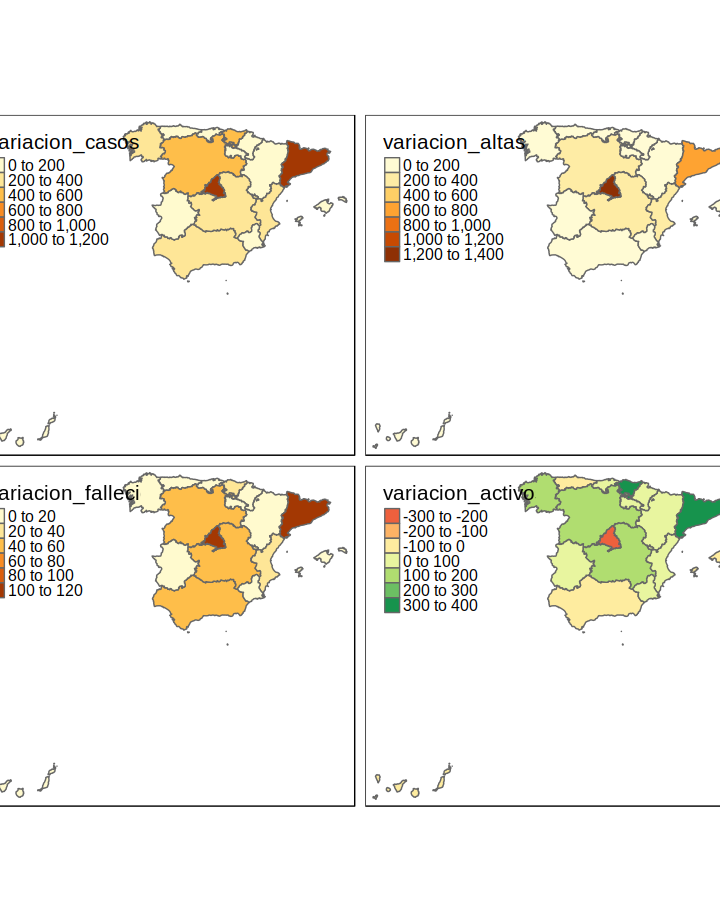 ariacion_casos
0 to 200
200 to 400
400 to 600
600 to 800
800 to 1,000
1,000 to 1,200
variacion_altas
0 to 200
200 to 400
400 to 600
600 to 800
800 to 1,000
1,000 to 1,200
1,200 to 1,400
ariacion_falleci
0 to 20
20 to 40
40 to 60
60 to 80
80 to 100
100 to 120
variacion_activo
-300 to -200
-200 to -100
-100 to 0
0 to 100
100 to 200
200 to 300
300 to 400